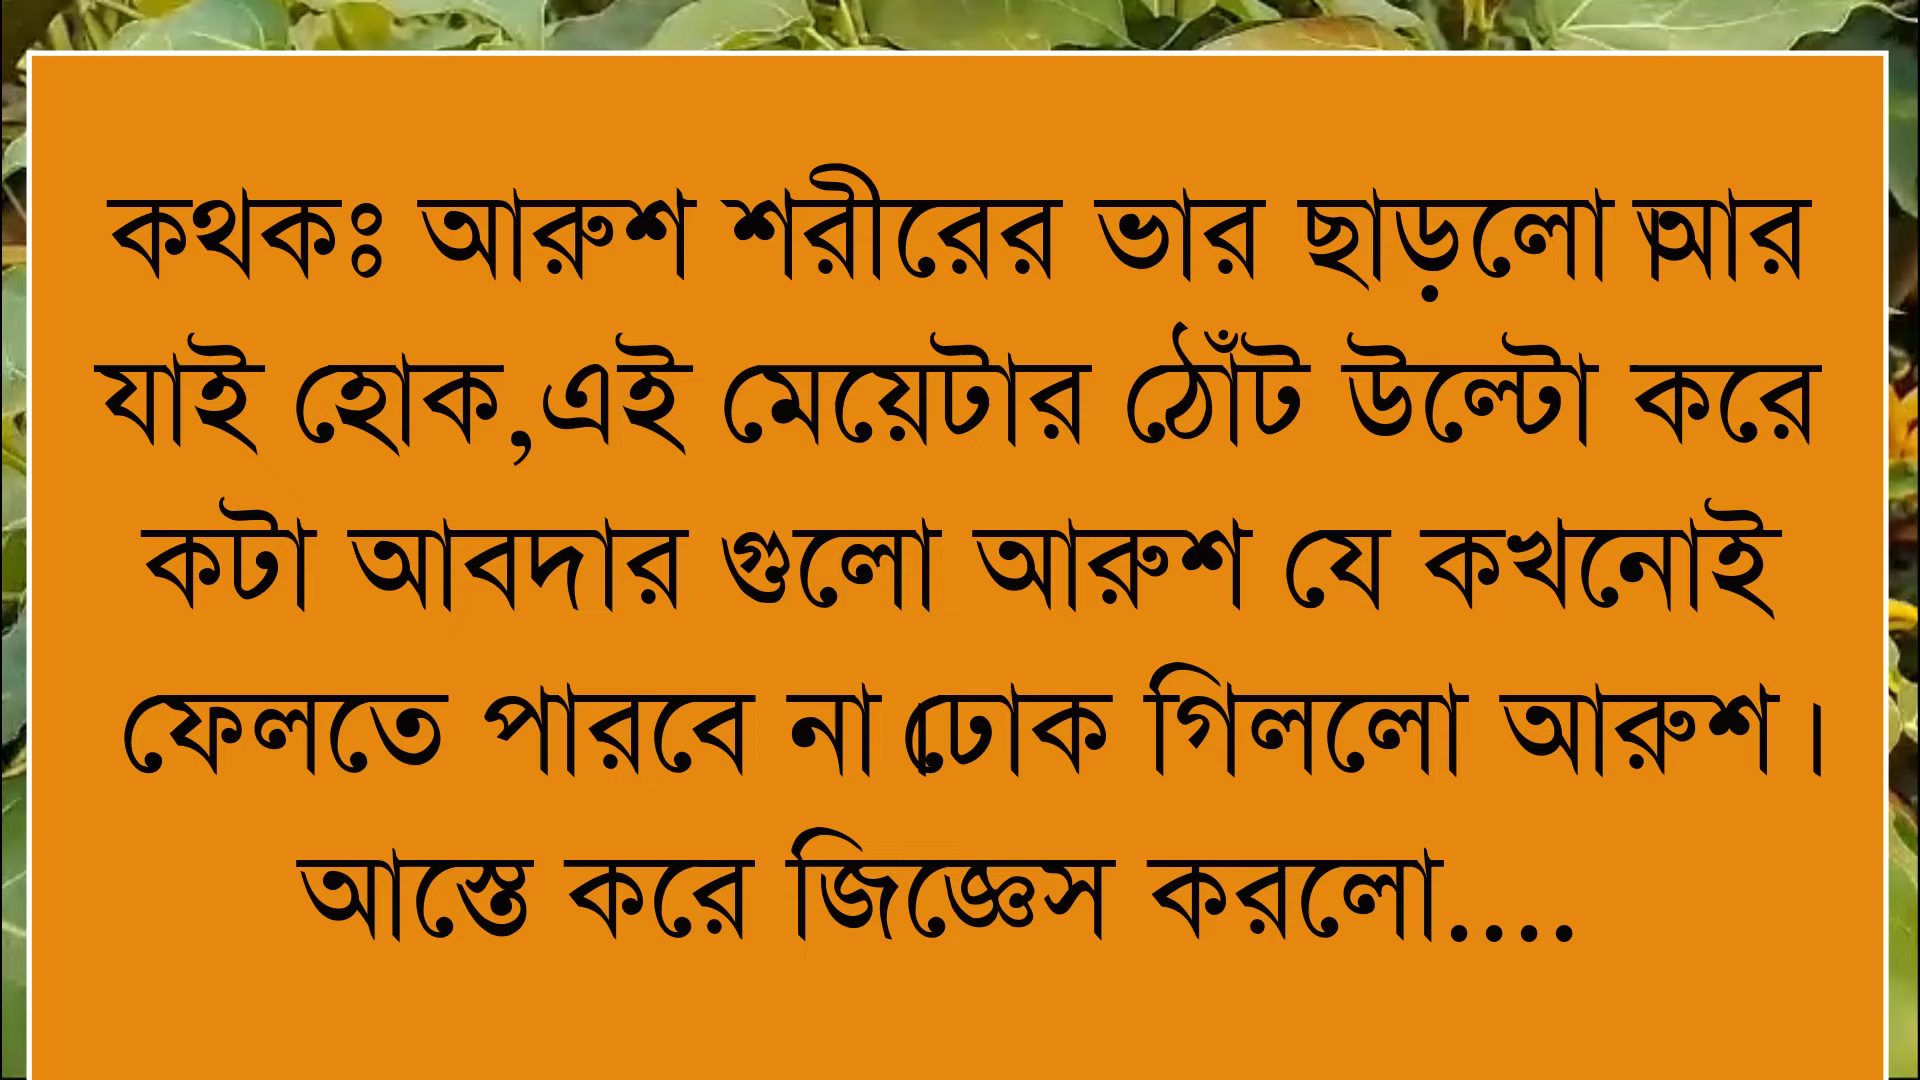 কথকঃ আরুশ শরীরের ভার ছাড়লো।আর
যাই হোক,এই মেয়েটার ঠোঁট উল্টো করে
কটা আবদার গুলো আরুশ যে কখনোই
ফেলতে পারবে না।ঢোক গিললো আরুশ।
আস্তে করে জিজ্ঞেস করলো....